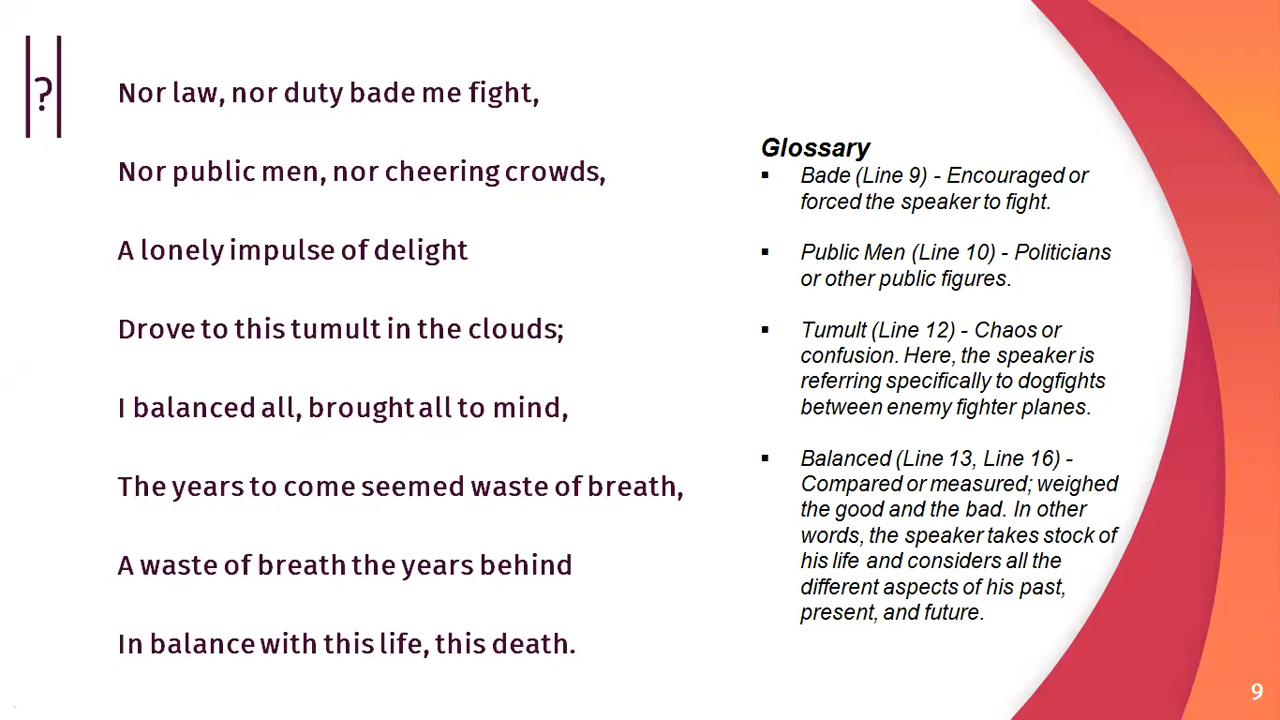 ?
Nor law, nor duty bade me fight,
Nor public men, nor cheering crowds,
A lonely impulse of delight
Drove to this tumult in the clouds;
I balanced all, brought all to mind,
The years to come seemed waste of breath,
A waste of breath the years behind
In balance with this life, this death.
Glossary
▪ Bade (Line 9) - Encouraged or
forced the speaker to fight.
▪ Public Men (Line 10) - Politicians
or other public figures.
▪ Tumult (Line 12) - Chaos or
confusion. Here, the speaker is
referring specifically to dogfights
between enemy fighter planes.
▪ Balanced (Line 13, Line 16) -
Compared or measured; weighed
the good and the bad. In other
words, the speaker takes stock of
his life and considers all the
different aspects of his past,
present, and future.
9